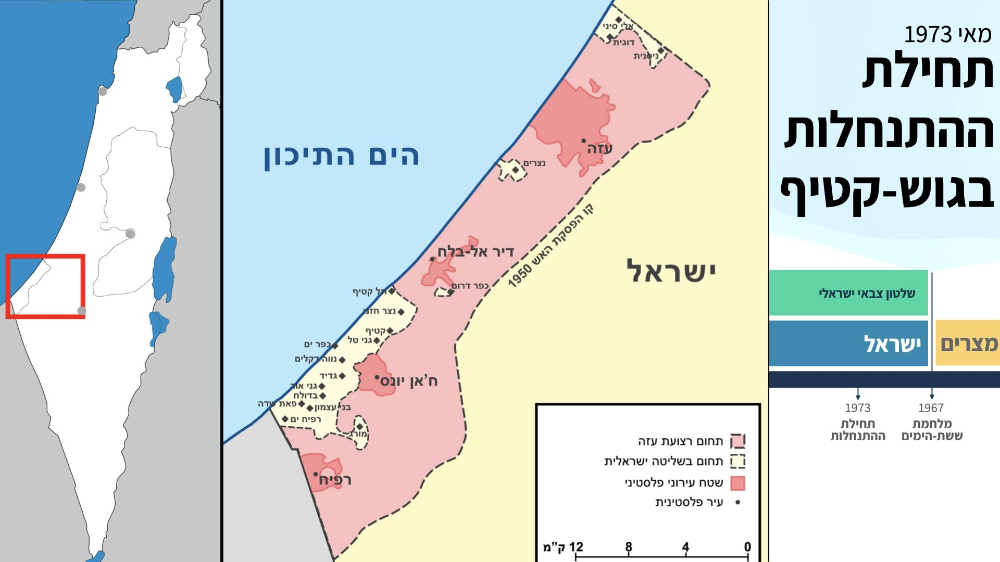 מאי 1973
תחילת
ההתנחלות
בגוש-קטיף
שלטון צבאי ישראלי
מצרים
ישראל
1967
מלחמת
ששת-הימים
1973
תחילת
ההתנחלות
אלי סיני
דוגית
ניסנית
הים התיכון
עזה
נצרים
קו הפסקת האש 1950
דיר אל-בלח
ישראל
כפר דרום
תל קטיף
נצר חזני
קטיף
גני טל
כפר ים
נווה דקלים
גדיד
ח'אן יונס
גני אור
בדולח
פאת שדה
בני עצמון
רפיח ים
מורג
רפיח
תחום רצועת עזה
תחום בשליטה ישראלית
שטח עירוני פלסטיני
עיר פלסטינית
0 4 8 12 ק"מ